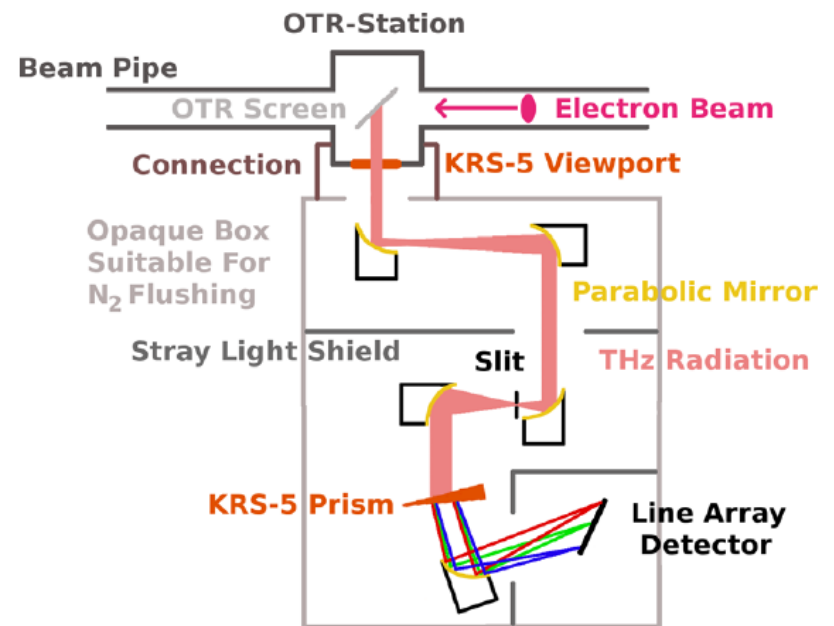 OTR-Station
Beam Pipe
OTR Screen
Electron Beam
Connection
KRS-5 Viewport
Opaque Box
Suitable For
N₂ Flushing
Parabolic Mirror
Stray Light Shield
Slit
THz Radiation
KRS-5 Prism
Line Array
Detector